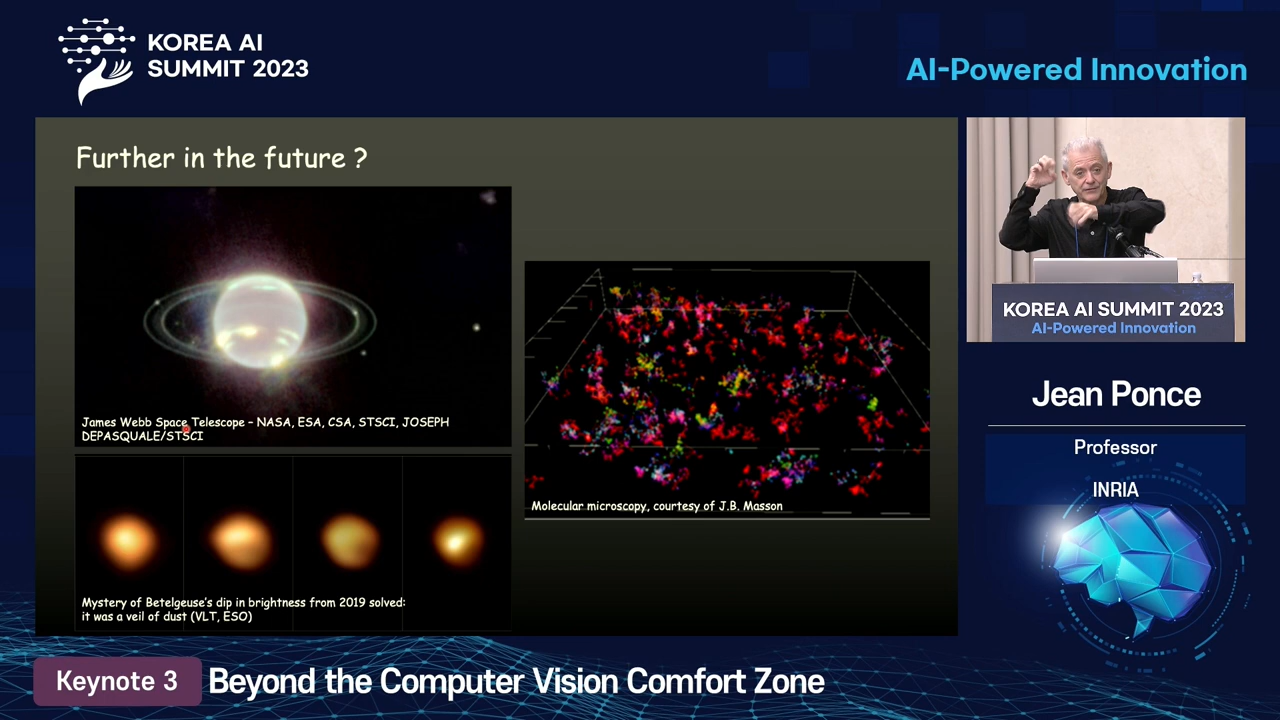 KOREA AI
SUMMIT 2023
AI-Powered Innovation
Further in the future ?
James Webb Space Telescope – NASA, ESA, CSA, STSCI, JOSEPH
DEPASQUALE/STSCI
Molecular microscopy, courtesy of J.B. Masson
Mystery of Betelgeuse's dip in brightness from 2019 solved:
it was a veil of dust (VLT, ESO)
KOREA AI SUMMIT 2023
AI-Powered Innovation
Jean Ponce
Professor
INRIA
Keynote 3
Beyond the Computer Vision Comfort Zone